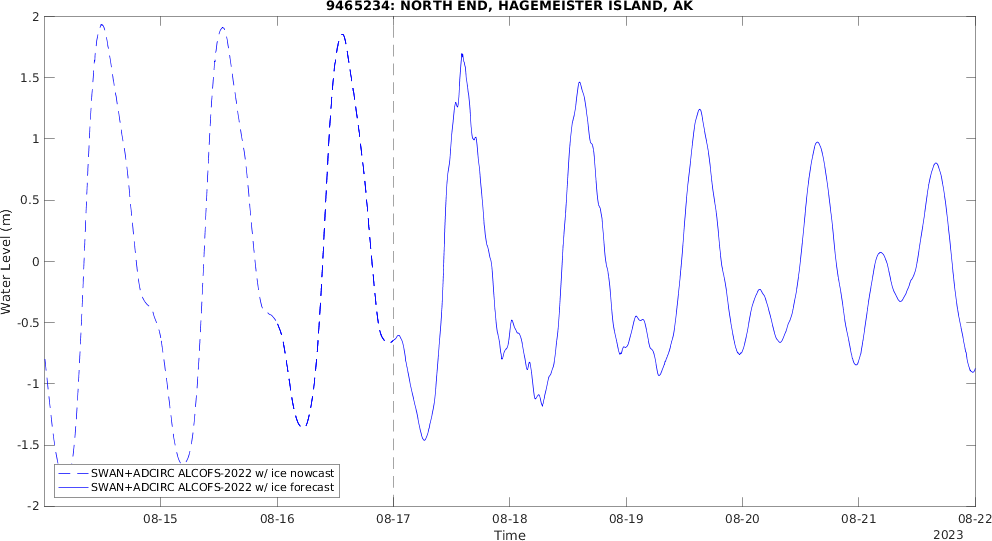 9465234: NORTH END, HAGEMEISTER ISLAND, AK
Water Level (m)
2
1.5
1
0.5
0
-0.5
-1
-1.5
-2
SWAN+ADCIRC ALCOFS-2022 w/ ice nowcast
SWAN+ADCIRC ALCOFS-2022 w/ ice forecast
08-15 08-16 08-17 08-18 08-19 08-20 08-21 08-22
Time
2023